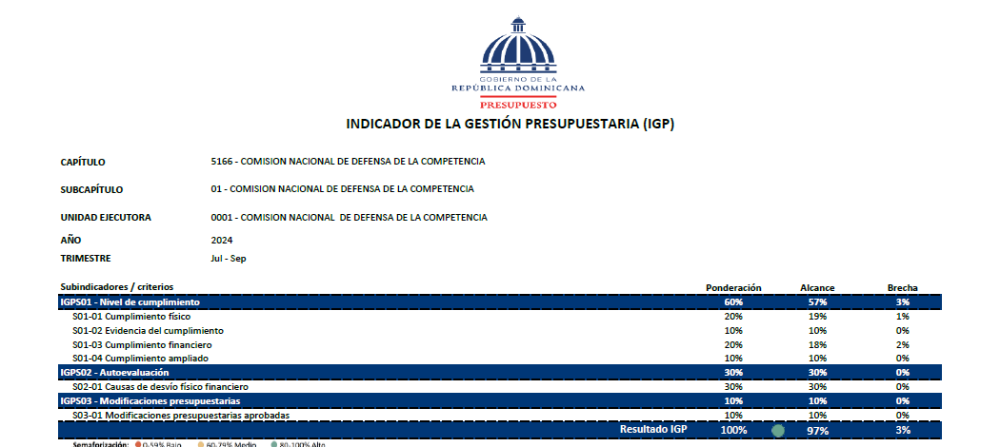 GOBIERNO DE LA
REPÚBLICA DOMINICANA
PRESUPUESTO
INDICADOR DE LA GESTIÓN PRESUPUESTARIA (IGP)
CAPÍTULO 5166 - COMISION NACIONAL DE DEFENSA DE LA COMPETENCIA
SUBCAPÍTULO 01 - COMISION NACIONAL DE DEFENSA DE LA COMPETENCIA
UNIDAD EJECUTORA 0001 - COMISION NACIONAL DE DEFENSA DE LA COMPETENCIA
AÑO 2024
TRIMESTRE Jul - Sep
Subindicadores / criterios Ponderación Alcance Brecha
IGPS01 - Nivel de cumplimiento 60% 57% 3%
S01-01 Cumplimiento físico 20% 19% 1%
S01-02 Evidencia del cumplimiento 10% 10% 0%
S01-03 Cumplimiento financiero 20% 18% 2%
S01-04 Cumplimiento ampliado 10% 10% 0%
IGPS02 - Autoevaluación 30% 30% 0%
S02-01 Causas de desvío físico financiero 30% 30% 0%
IGPS03 - Modificaciones presupuestarias 10% 10% 0%
S03-01 Modificaciones presupuestarias aprobadas 10% 10% 0%
Resultado IGP 100% 97% 3%
Semaforización: 0-59% Bajo 60-79% Medio 80-100% Alto